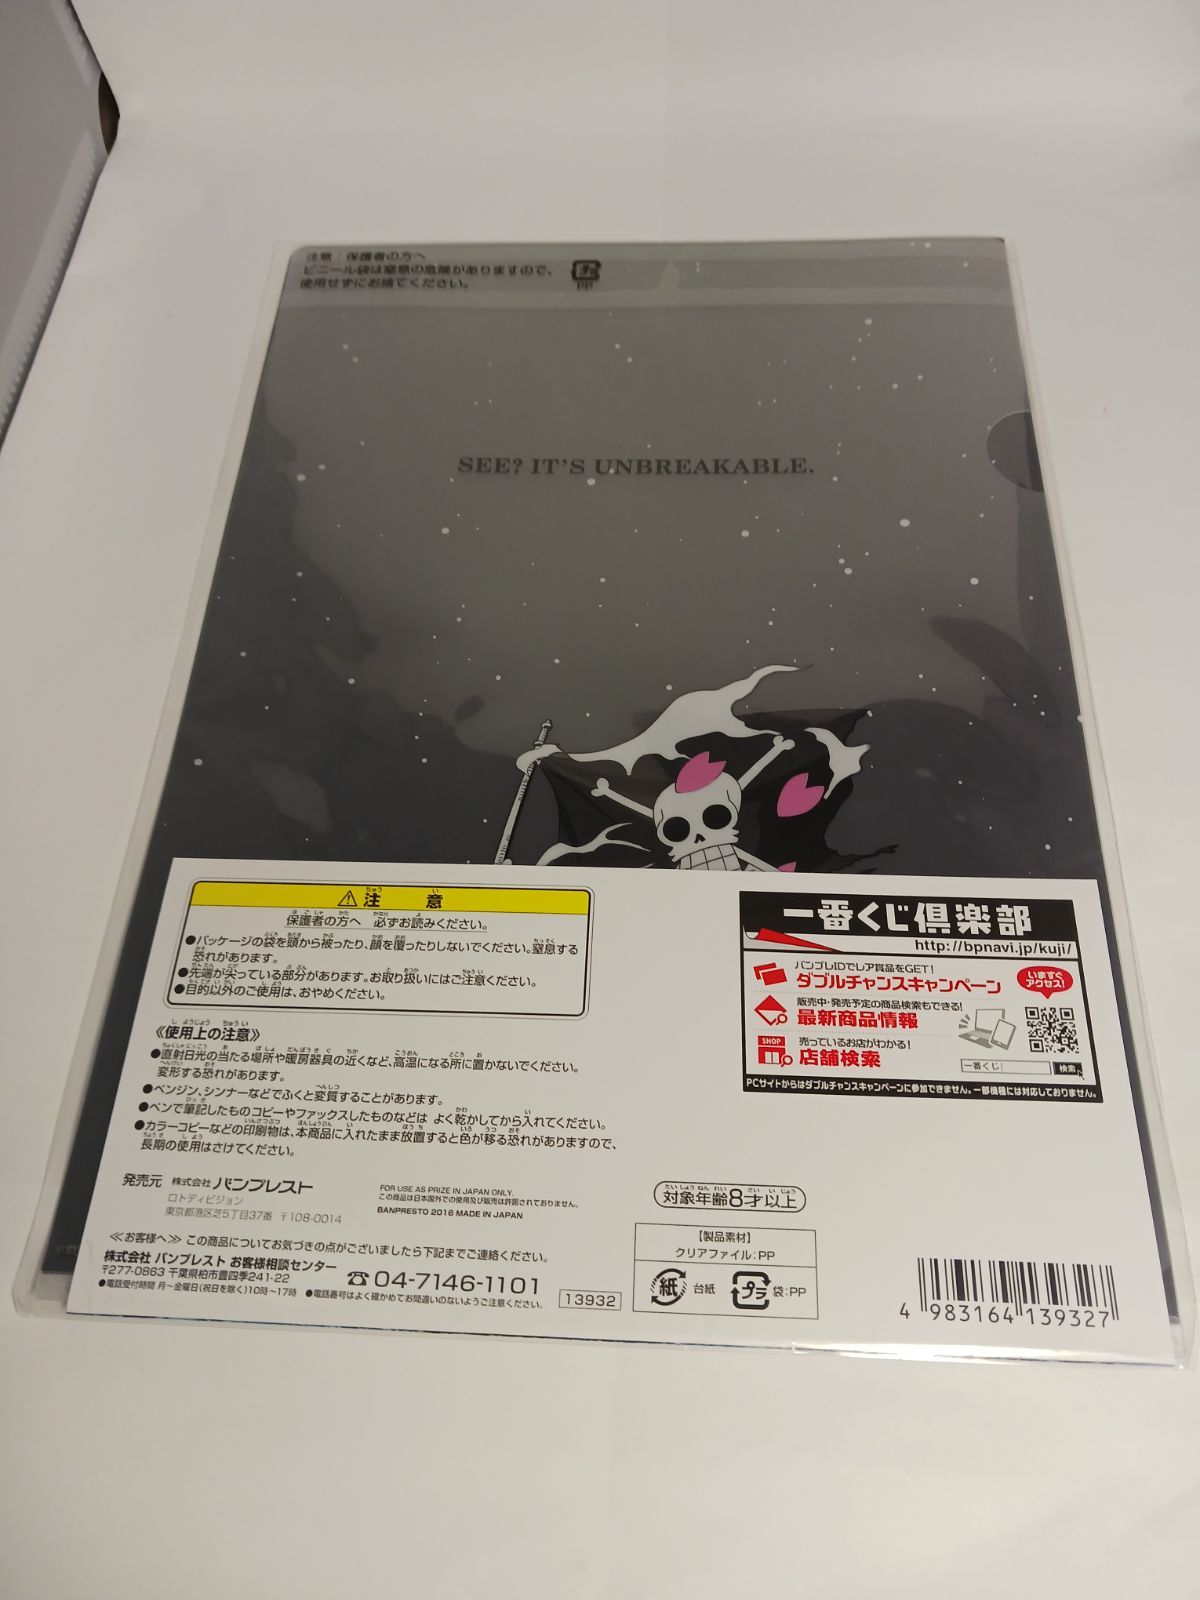 注意：保護者の方へ
ビニール袋は窒息の危険がありますので、
使用せずにお捨てください。
PP
SEE? IT'S UNBREAKABLE.
注意
保護者の方へ 必ずお読みください。
●パッケージの袋を頭から被ったり、顔を覆ったりしないでください。窒息する
恐れがあります。
●先端が尖っている部分があります。お取り扱いにはご注意ください。
●目的以外のご使用は、おやめください。
《使用上の注意》
●直射日光の当たる場所や暖房器具の近くなど、高温になる所に置かないでください。
変形する恐れがあります。
●ベンジン、シンナーなどでふくと変質することがあります。
●ペンで筆記したものコピーやファックスしたものなどは よく乾かしてから入れてください。
●カラーコピーなどの印刷物は、本商品に入れたまま放置すると色が移る恐れがありますので、
長期の使用はさけてください。
発売元 株式会社 バンプレスト
ロトディビジョン
東京都港区芝5丁目37番 〒108-0014
FOR USE AS PRIZE IN JAPAN ONLY.
この商品は日本国外での使用及び販売は許諾されておりません。
BANPRESTO 2016 MADE IN JAPAN
≪お客様へ≫ この商品についてお気づきの点がございましたら下記までご連絡ください。
株式会社 バンプレスト お客様相談センター
〒277-0863 千葉県柏市豊四季241-22
☎04-7146-1101
●電話受付時間 月〜金曜日(祝日を除く)10時〜17時 ●電話番号はよく確かめてお間違いのないようご注意ください。
13932
一番くじ倶楽部
http://bpnavi.jp/kuji/
バンプレIDでレア賞品をGET!
ダブルチャンスキャンペーン
いますぐ
アクセス!
販売中・発売予定の商品検索もできる!
最新商品情報
SHOP
売っているお店がわかる!
店舗検索
一番くじ
検索
PCサイトからはダブルチャンスキャンペーンに参加できません。一部機種には対応しておりません。
対象年齢8才以上
【製品素材】
クリアファイル：PP
紙 台紙
プラ 袋：PP
4 983164 139327